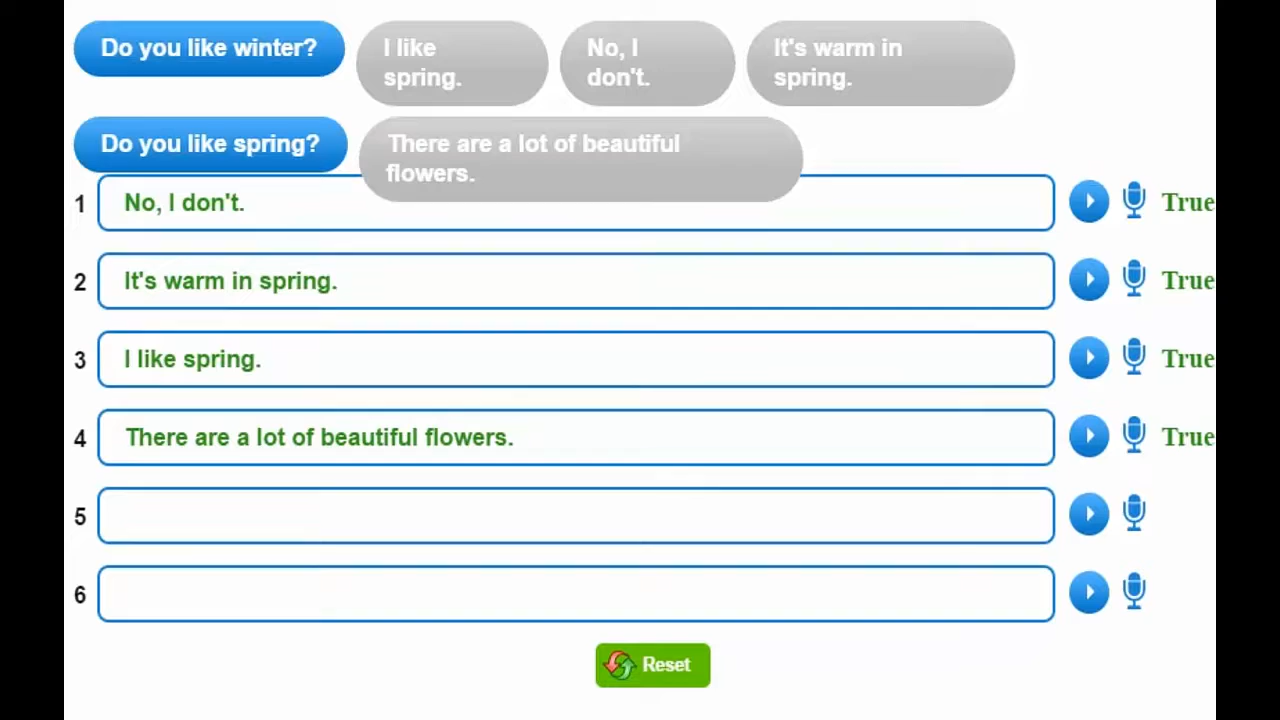 Do you like winter?
I like
spring.
No, I
don't.
It's warm in
spring.
Do you like spring?
There are a lot of beautiful
flowers.
1 No, I don't. True
2 It's warm in spring. True
3 I like spring. True
4 There are a lot of beautiful flowers. True
5
6
Reset